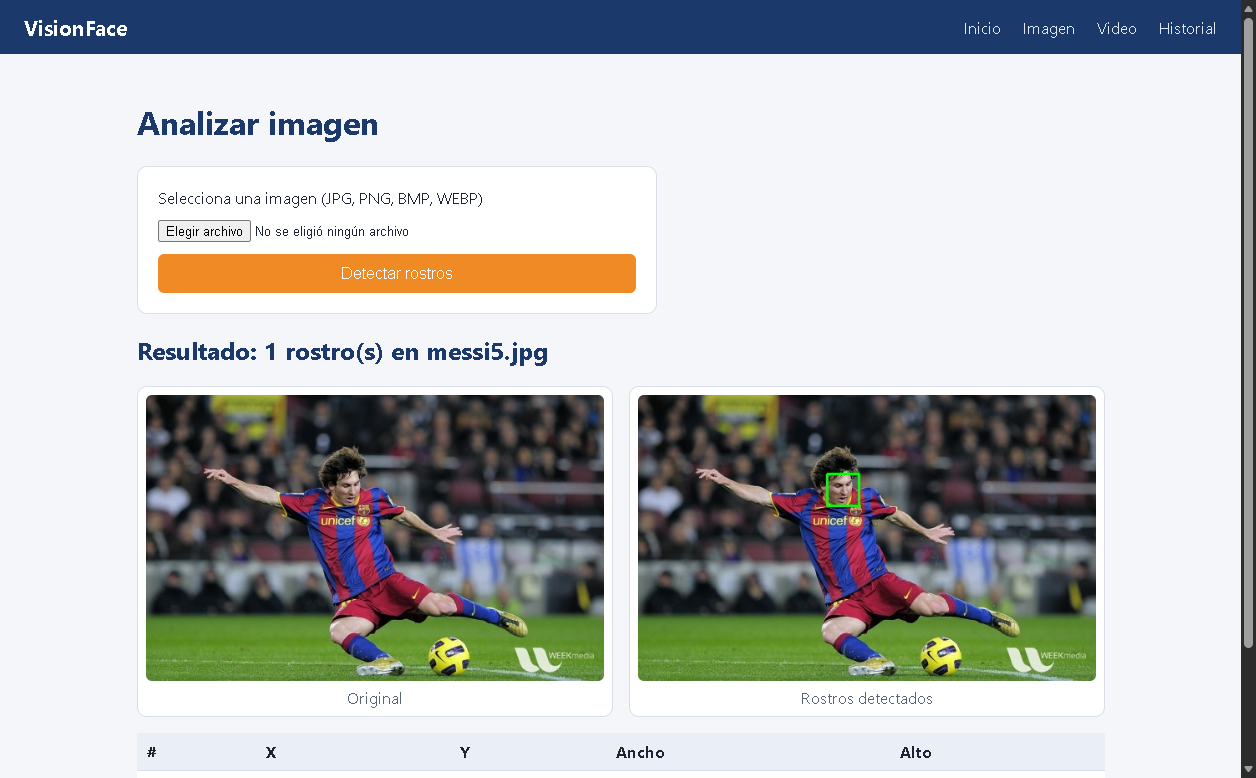 VisionFace
Inicio
Imagen
Video
Historial
Analizar imagen
Selecciona una imagen (JPG, PNG, BMP, WEBP)
Elegir archivo No se eligió ningún archivo
Detectar rostros
Resultado: 1 rostro(s) en messi5.jpg
unicef
WEEKmedia
unicef
WEEKmedia
Original
Rostros detectados
# X Y Ancho Alto